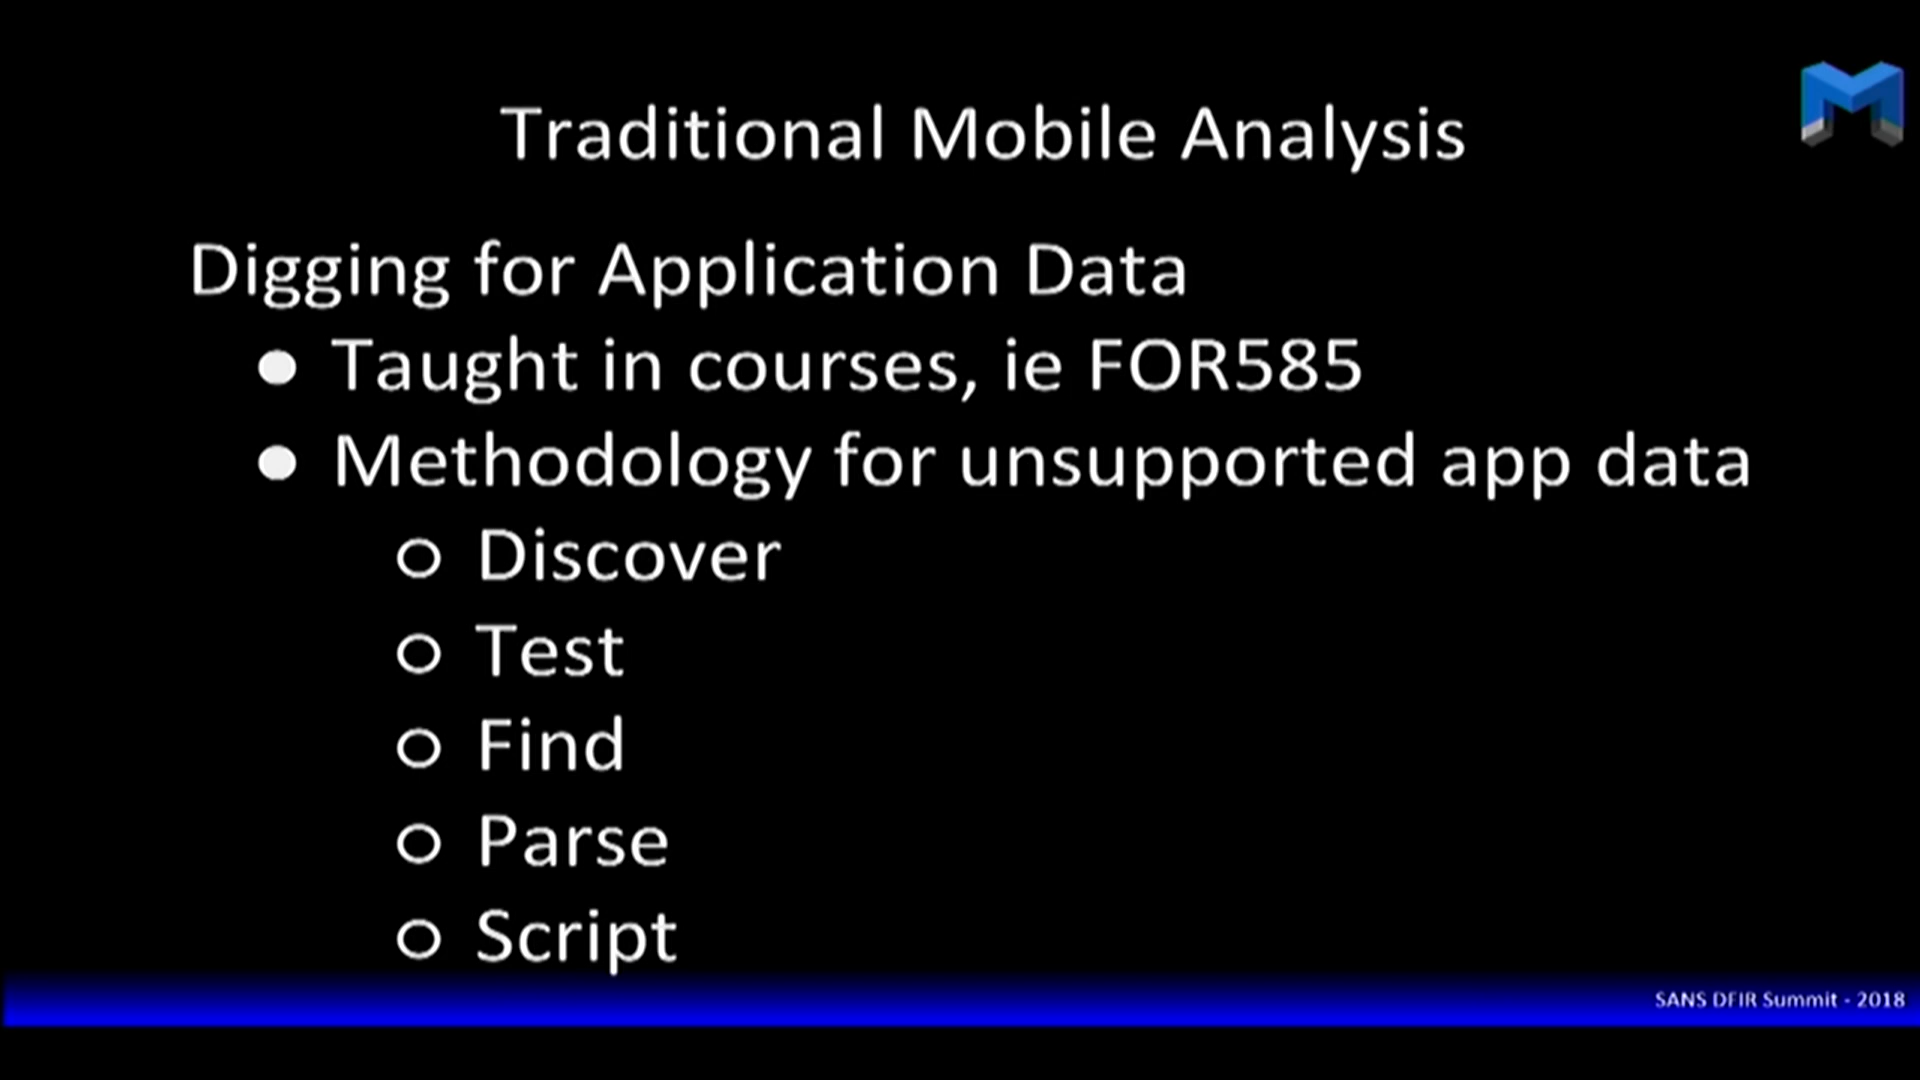 Traditional Mobile Analysis
Digging for Application Data
● Taught in courses, ie FOR585
● Methodology for unsupported app data
○ Discover
○ Test
○ Find
○ Parse
○ Script
SANS DFIR Summit - 2018